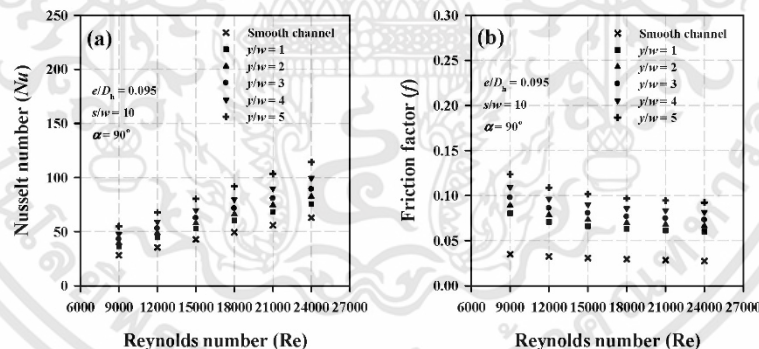 (a)
Smooth channel
y/w = 1
y/w = 2
y/w = 3
y/w = 4
y/w = 5
e/Dh = 0.095
s/w = 10
α = 90°
Nusselt number (Nu)
250
200
150
100
50
0
6000 9000 12000 15000 18000 21000 24000 27000
Reynolds number (Re)
(b)
Smooth channel
y/w = 1
y/w = 2
y/w = 3
y/w = 4
y/w = 5
e/Dh = 0.095
s/w = 10
α = 90°
Friction factor (f)
0.30
0.25
0.20
0.15
0.10
0.05
0.00
6000 9000 12000 15000 18000 21000 24000 27000
Reynolds number (Re)